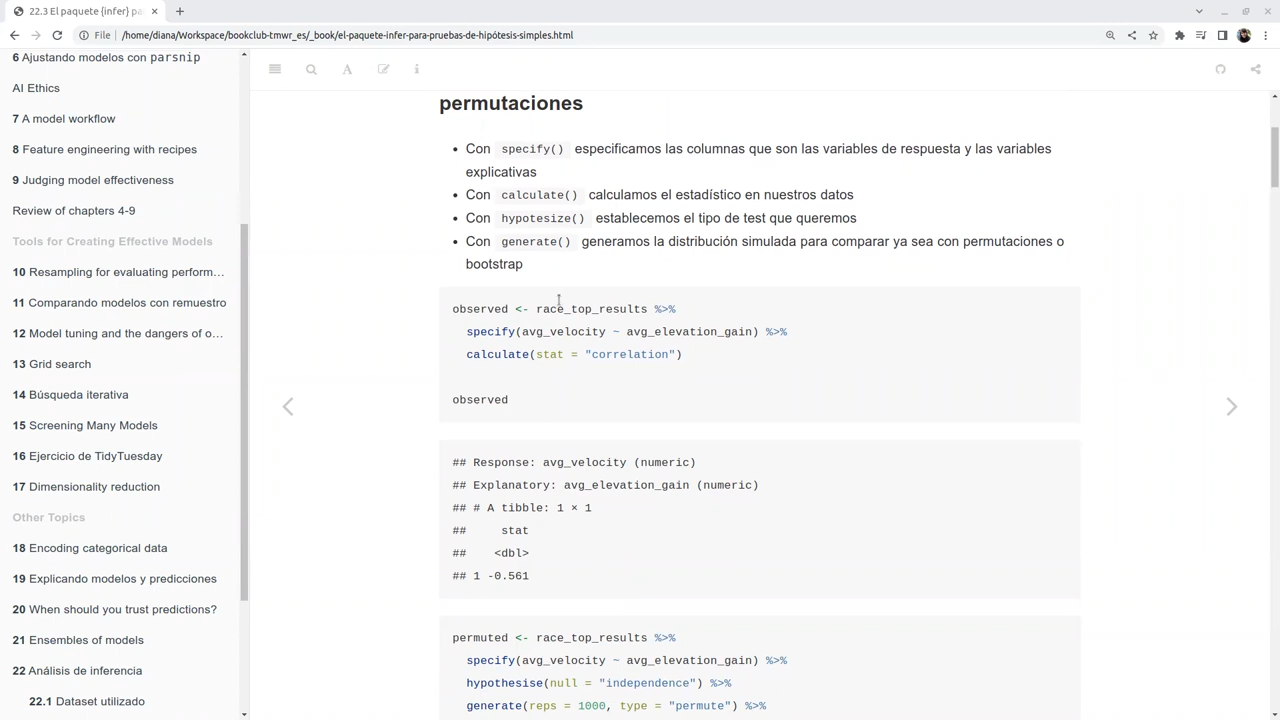 22.3 El paquete {infer} pa
File
/home/diana/Workspace/bookclub-tmwr_es/_book/el-paquete-infer-para-pruebas-de-hipótesis-simples.html
6 Ajustando modelos con parsnip
AI Ethics
7 A model workflow
8 Feature engineering with recipes
9 Judging model effectiveness
Review of chapters 4-9
Tools for Creating Effective Models
10 Resampling for evaluating perform…
11 Comparando modelos con remuestro
12 Model tuning and the dangers of o…
13 Grid search
14 Búsqueda iterativa
15 Screening Many Models
16 Ejercicio de TidyTuesday
17 Dimensionality reduction
Other Topics
18 Encoding categorical data
19 Explicando modelos y predicciones
20 When should you trust predictions?
21 Ensembles of models
22 Análisis de inferencia
22.1 Dataset utilizado
permutaciones
• Con specify() especificamos las columnas que son las variables de respuesta y las variables
explicativas
• Con calculate() calculamos el estadístico en nuestros datos
• Con hypotesize() establecemos el tipo de test que queremos
• Con generate() generamos la distribución simulada para comparar ya sea con permutaciones o
bootstrap
observed <- race_top_results %>%
specify(avg_velocity ~ avg_elevation_gain) %>%
calculate(stat = "correlation")
observed
## Response: avg_velocity (numeric)
## Explanatory: avg_elevation_gain (numeric)
## # A tibble: 1 × 1
## stat
## <dbl>
## 1 -0.561
permuted <- race_top_results %>%
specify(avg_velocity ~ avg_elevation_gain) %>%
hypothesise(null = "independence") %>%
generate(reps = 1000, type = "permute") %>%